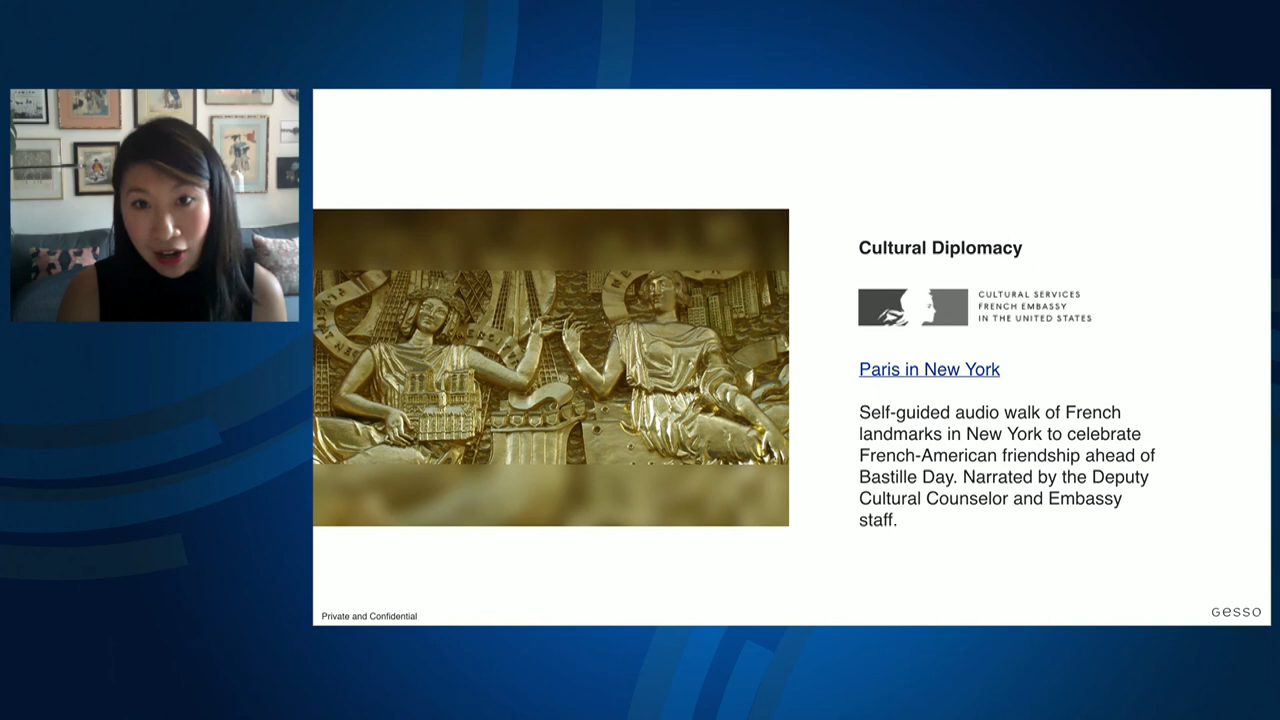 Cultural Diplomacy
CULTURAL SERVICES
FRENCH EMBASSY
IN THE UNITED STATES
Paris in New York
Self-guided audio walk of French
landmarks in New York to celebrate
French-American friendship ahead of
Bastille Day. Narrated by the Deputy
Cultural Counselor and Embassy
staff.
Private and Confidential
Gesso